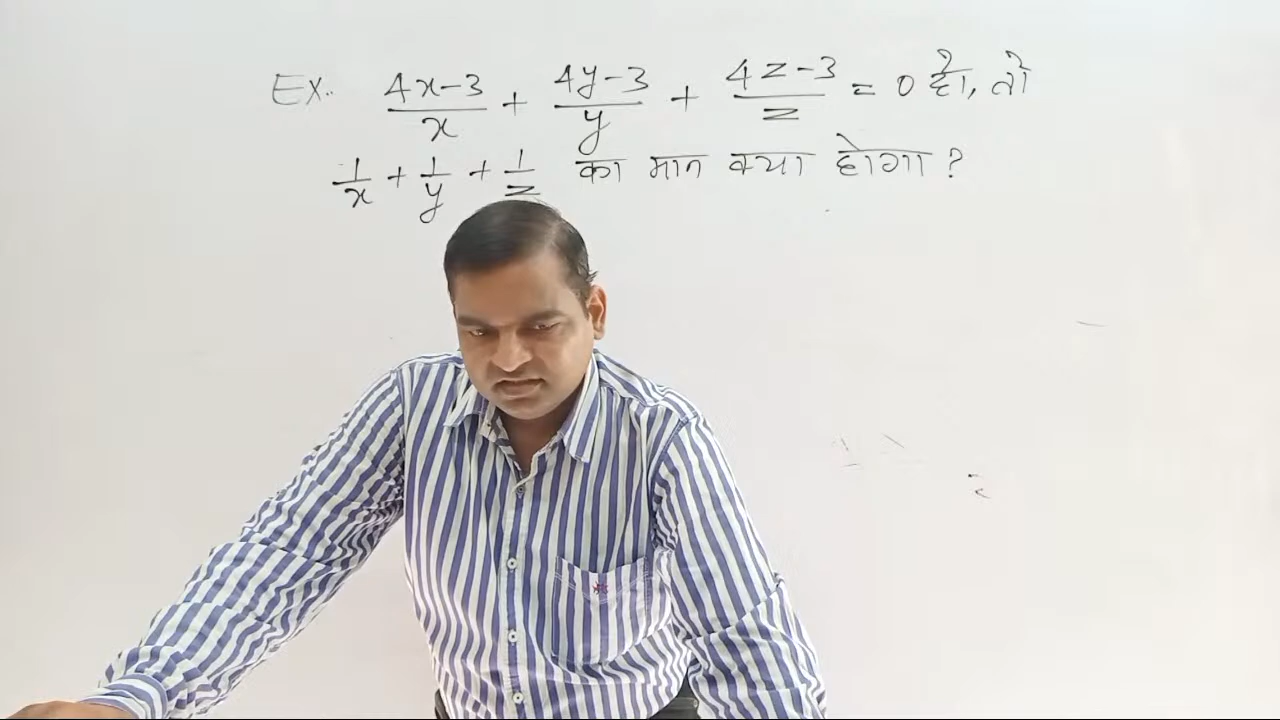 Ex. (4x-3)/x + (4y-3)/y + (4z-3)/z = 0 हो, तो
1/x + 1/y + 1/z का मान क्या होगा ?